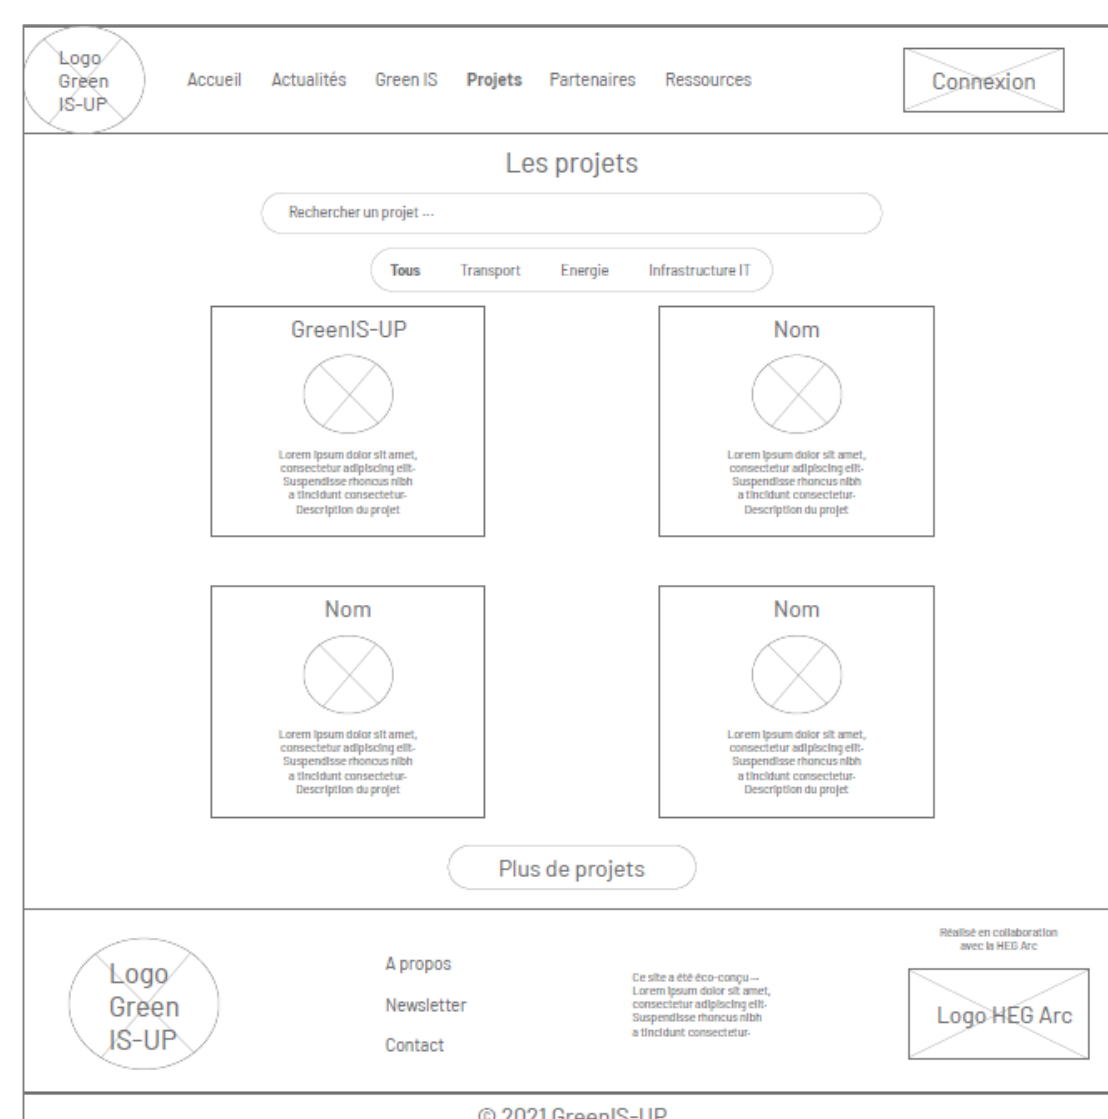 Logo
Green
IS-UP
Accueil
Actualités
Green IS
Projets
Partenaires
Ressources
Connexion
Les projets
Rechercher un projet ...
Tous
Transport
Energie
Infrastructure IT
GreenIS-UP
Lorem ipsum dolor sit amet,
consectetur adipiscing elit.
Suspendisse rhoncus nibh
a tincidunt consectetur.
Description du projet
Nom
Lorem ipsum dolor sit amet,
consectetur adipiscing elit.
Suspendisse rhoncus nibh
a tincidunt consectetur.
Description du projet
Nom
Lorem ipsum dolor sit amet,
consectetur adipiscing elit.
Suspendisse rhoncus nibh
a tincidunt consectetur.
Description du projet
Nom
Lorem ipsum dolor sit amet,
consectetur adipiscing elit.
Suspendisse rhoncus nibh
a tincidunt consectetur.
Description du projet
Plus de projets
Logo
Green
IS-UP
A propos
Newsletter
Contact
Ce site a été éco-conçu ...
Lorem ipsum dolor sit amet,
consectetur adipiscing elit.
Suspendisse rhoncus nibh
a tincidunt consectetur.
Réalisé en collaboration
avec la HEG Arc
Logo HEG Arc
© 2021 GreenIS-UP